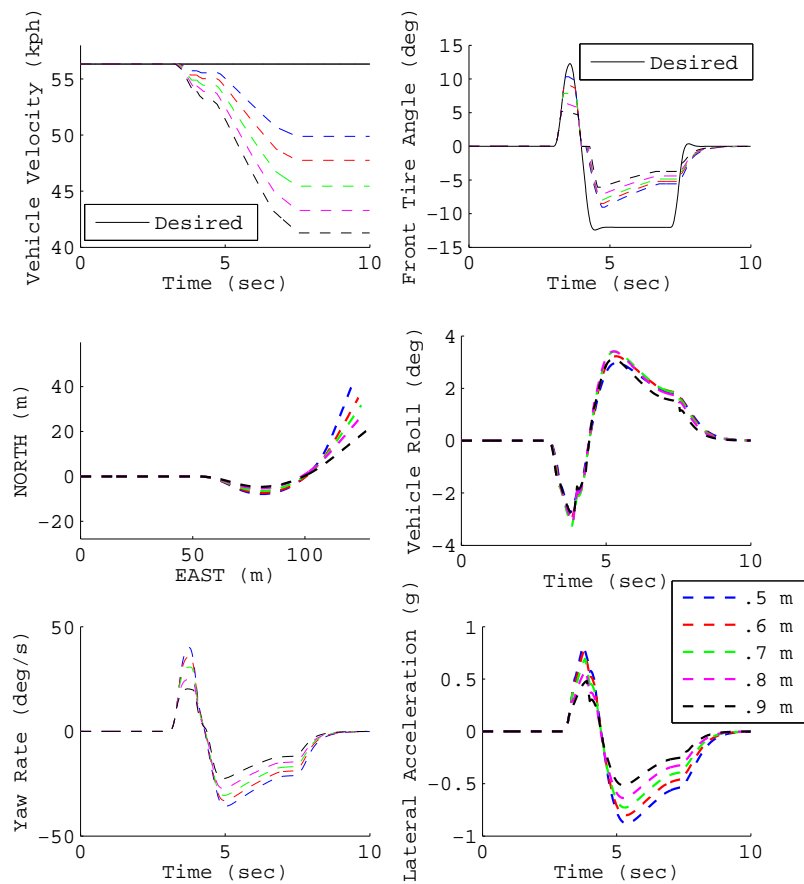 Vehicle Velocity (kph)
55
50
45
40
0
5
10
Time (sec)
Desired
Front Tire Angle (deg)
15
10
5
0
−5
−10
−15
0
5
10
Time (sec)
Desired
NORTH (m)
40
20
0
−20
0
50
100
EAST (m)
Vehicle Roll (deg)
4
2
0
−2
−4
0
5
10
Time (sec)
Yaw Rate (deg/s)
50
0
−50
0
5
10
Time (sec)
Lateral Acceleration (g)
1
0.5
0
−0.5
−1
0
5
10
Time (sec)
.5 m
.6 m
.7 m
.8 m
.9 m